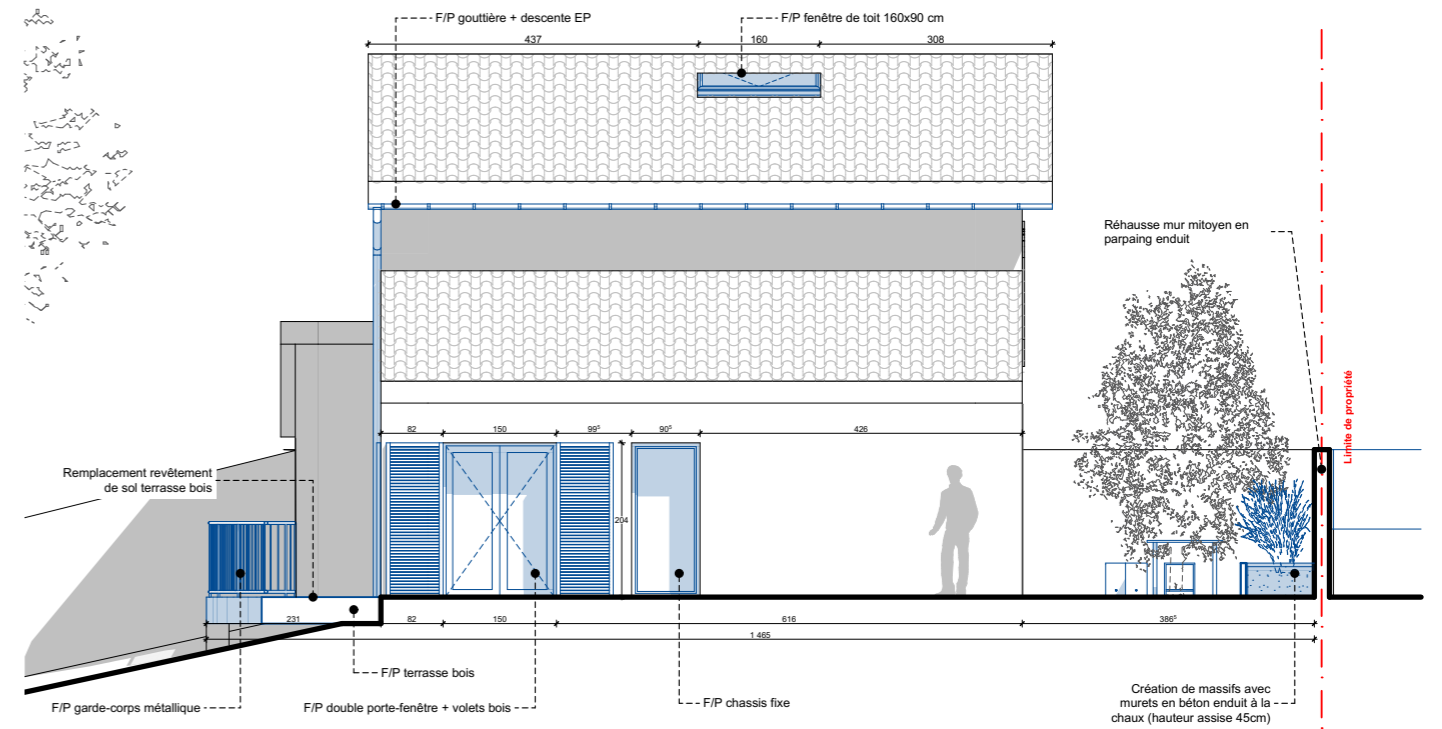 F/P gouttière + descente EP
F/P fenêtre de toit 160x90 cm
437
160
308
Réhausse mur mitoyen en
parpaing enduit
Limite de propriété
82
150
99⁵
90⁵
426
Remplacement revêtement
de sol terrasse bois
204
231
82
150
616
386⁵
1 465
F/P terrasse bois
F/P garde-corps métallique
F/P double porte-fenêtre + volets bois
F/P chassis fixe
Création de massifs avec
murets en béton enduit à la
chaux (hauteur assise 45cm)